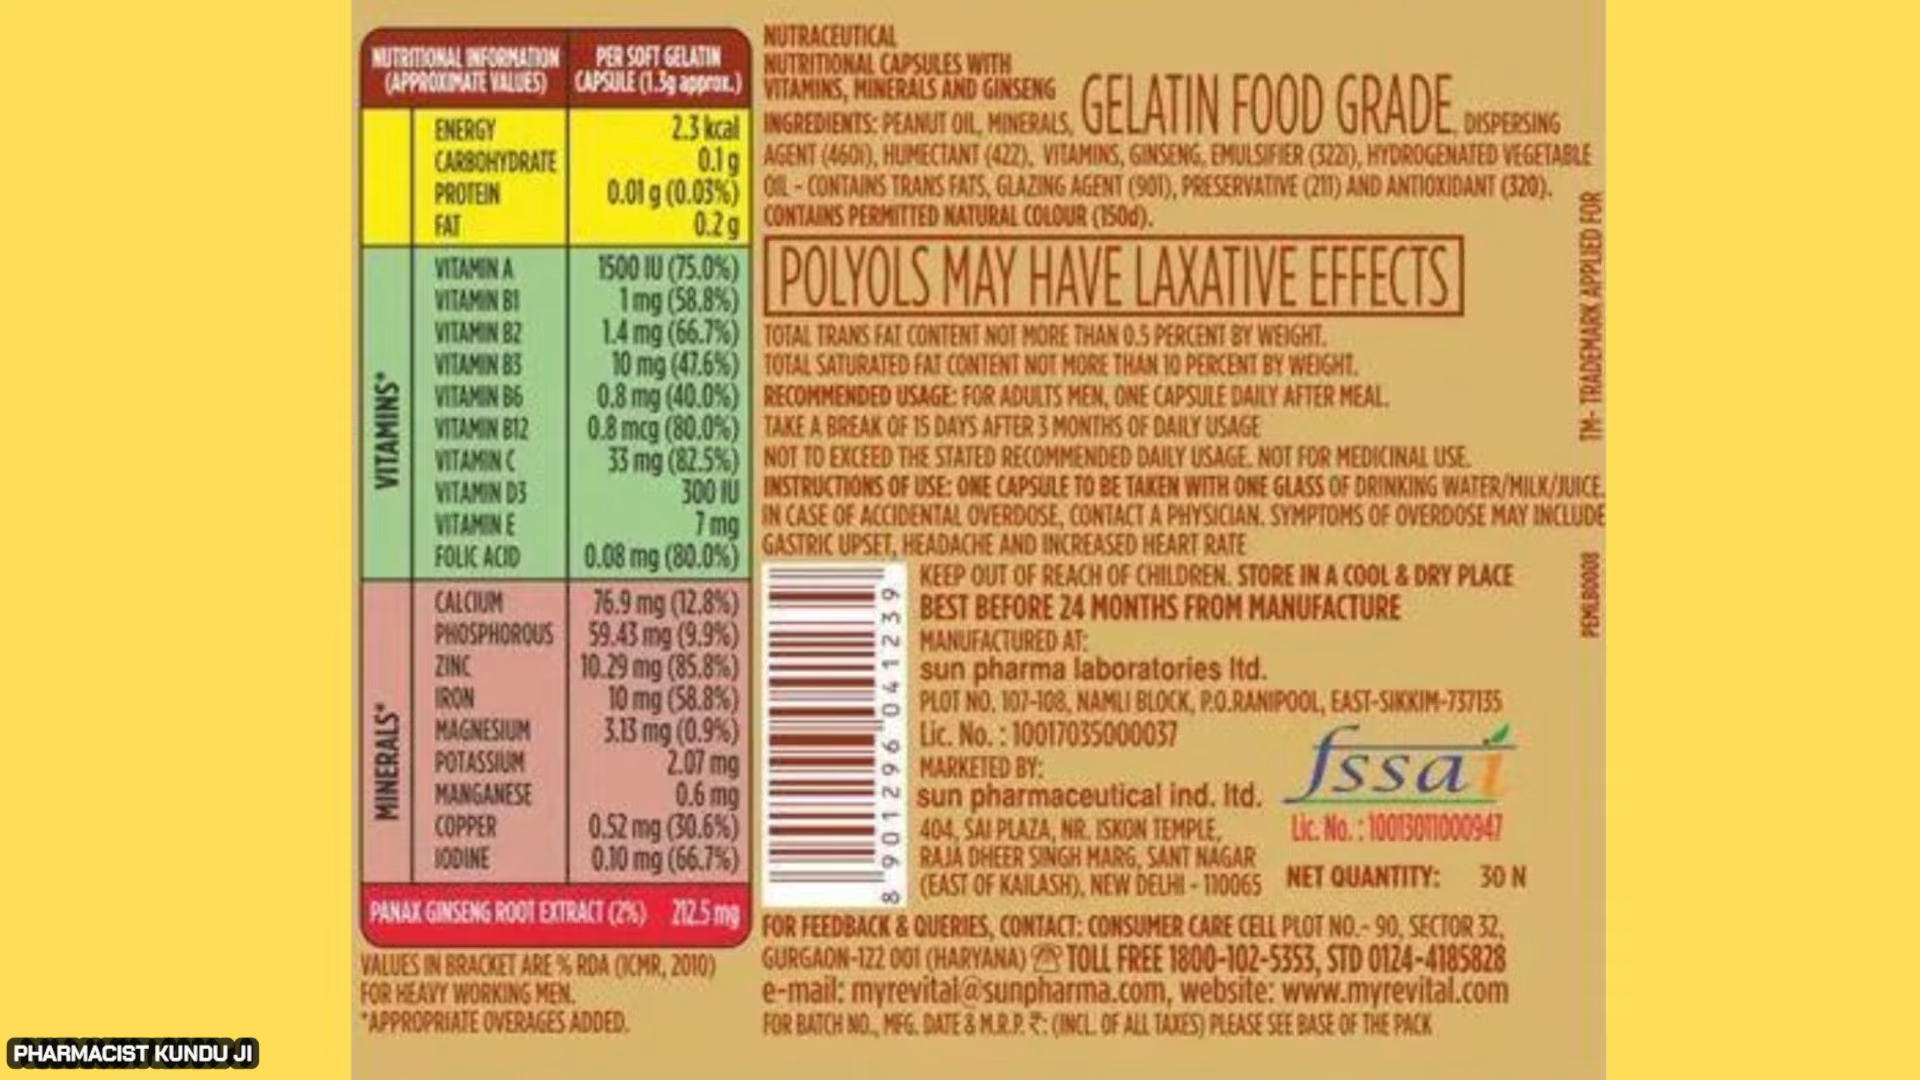 NUTRITIONAL INFORMATION (APPROXIMATE VALUES) PER SOFT GELATIN CAPSULE (1.3g approx.)
ENERGY 2.3 kcal
CARBOHYDRATE 0.1 g
PROTEIN 0.01 g (0.03%)
FAT 0.2 g
VITAMINS*
VITAMIN A 1500 IU (75.0%)
VITAMIN B1 1 mg (58.8%)
VITAMIN B2 1.4 mg (66.7%)
VITAMIN B3 10 mg (47.6%)
VITAMIN B6 0.8 mg (40.0%)
VITAMIN B12 0.8 mcg (80.0%)
VITAMIN C 33 mg (82.5%)
VITAMIN D3 300 IU
VITAMIN E 7 mg
FOLIC ACID 0.08 mg (80.0%)
MINERALS*
CALCIUM 76.9 mg (12.8%)
PHOSPHOROUS 59.43 mg (9.9%)
ZINC 10.29 mg (85.8%)
IRON 10 mg (58.8%)
MAGNESIUM 3.13 mg (0.9%)
POTASSIUM 2.07 mg
MANGANESE 0.6 mg
COPPER 0.52 mg (30.6%)
IODINE 0.10 mg (66.7%)
PANAX GINSENG ROOT EXTRACT (2%) 212.5 mg
VALUES IN BRACKET ARE % RDA (ICMR, 2010)
FOR HEAVY WORKING MEN.
*APPROPRIATE OVERAGES ADDED.
NUTRACEUTICAL
NUTRITIONAL CAPSULES WITH
VITAMINS, MINERALS AND GINSENG
INGREDIENTS: PEANUT OIL, MINERALS, GELATIN FOOD GRADE, DISPERSING
AGENT (460i), HUMECTANT (422), VITAMINS, GINSENG, EMULSIFIER (322i), HYDROGENATED VEGETABLE
OIL - CONTAINS TRANS FATS, GLAZING AGENT (901), PRESERVATIVE (211) AND ANTIOXIDANT (320).
CONTAINS PERMITTED NATURAL COLOUR (150d).
POLYOLS MAY HAVE LAXATIVE EFFECTS
TOTAL TRANS FAT CONTENT NOT MORE THAN 0.5 PERCENT BY WEIGHT.
TOTAL SATURATED FAT CONTENT NOT MORE THAN 10 PERCENT BY WEIGHT.
RECOMMENDED USAGE: FOR ADULTS MEN, ONE CAPSULE DAILY AFTER MEAL.
TAKE A BREAK OF 15 DAYS AFTER 3 MONTHS OF DAILY USAGE
NOT TO EXCEED THE STATED RECOMMENDED DAILY USAGE. NOT FOR MEDICINAL USE.
INSTRUCTIONS OF USE: ONE CAPSULE TO BE TAKEN WITH ONE GLASS OF DRINKING WATER/MILK/JUICE.
IN CASE OF ACCIDENTAL OVERDOSE, CONTACT A PHYSICIAN. SYMPTOMS OF OVERDOSE MAY INCLUDE
GASTRIC UPSET, HEADACHE AND INCREASED HEART RATE
KEEP OUT OF REACH OF CHILDREN. STORE IN A COOL & DRY PLACE
BEST BEFORE 24 MONTHS FROM MANUFACTURE
MANUFACTURED AT:
sun pharma laboratories ltd.
PLOT NO. 107-108, NAMLI BLOCK, P.O.RANIPOOL, EAST-SIKKIM-737135
Lic. No. : 10017035000037
MARKETED BY:
sun pharmaceutical ind. ltd.
404, SAI PLAZA, NR. ISKON TEMPLE,
RAJA DHEER SINGH MARG, SANT NAGAR
(EAST OF KAILASH), NEW DELHI - 110065
8 901296 041239
fssai
Lic. No. : 10013011000947
NET QUANTITY: 30 N
FOR FEEDBACK & QUERIES, CONTACT: CONSUMER CARE CELL PLOT NO.- 90, SECTOR 32,
GURGAON-122 001 (HARYANA) ☏ TOLL FREE 1800-102-5353, STD 0124-4185828
e-mail: myrevital@sunpharma.com, website: www.myrevital.com
FOR BATCH NO., MFG. DATE & M.R.P. ₹: (INCL. OF ALL TAXES) PLEASE SEE BASE OF THE PACK
TM- TRADEMARK APPLIED FOR
PEMLB0008
PHARMACIST KUNDU JI